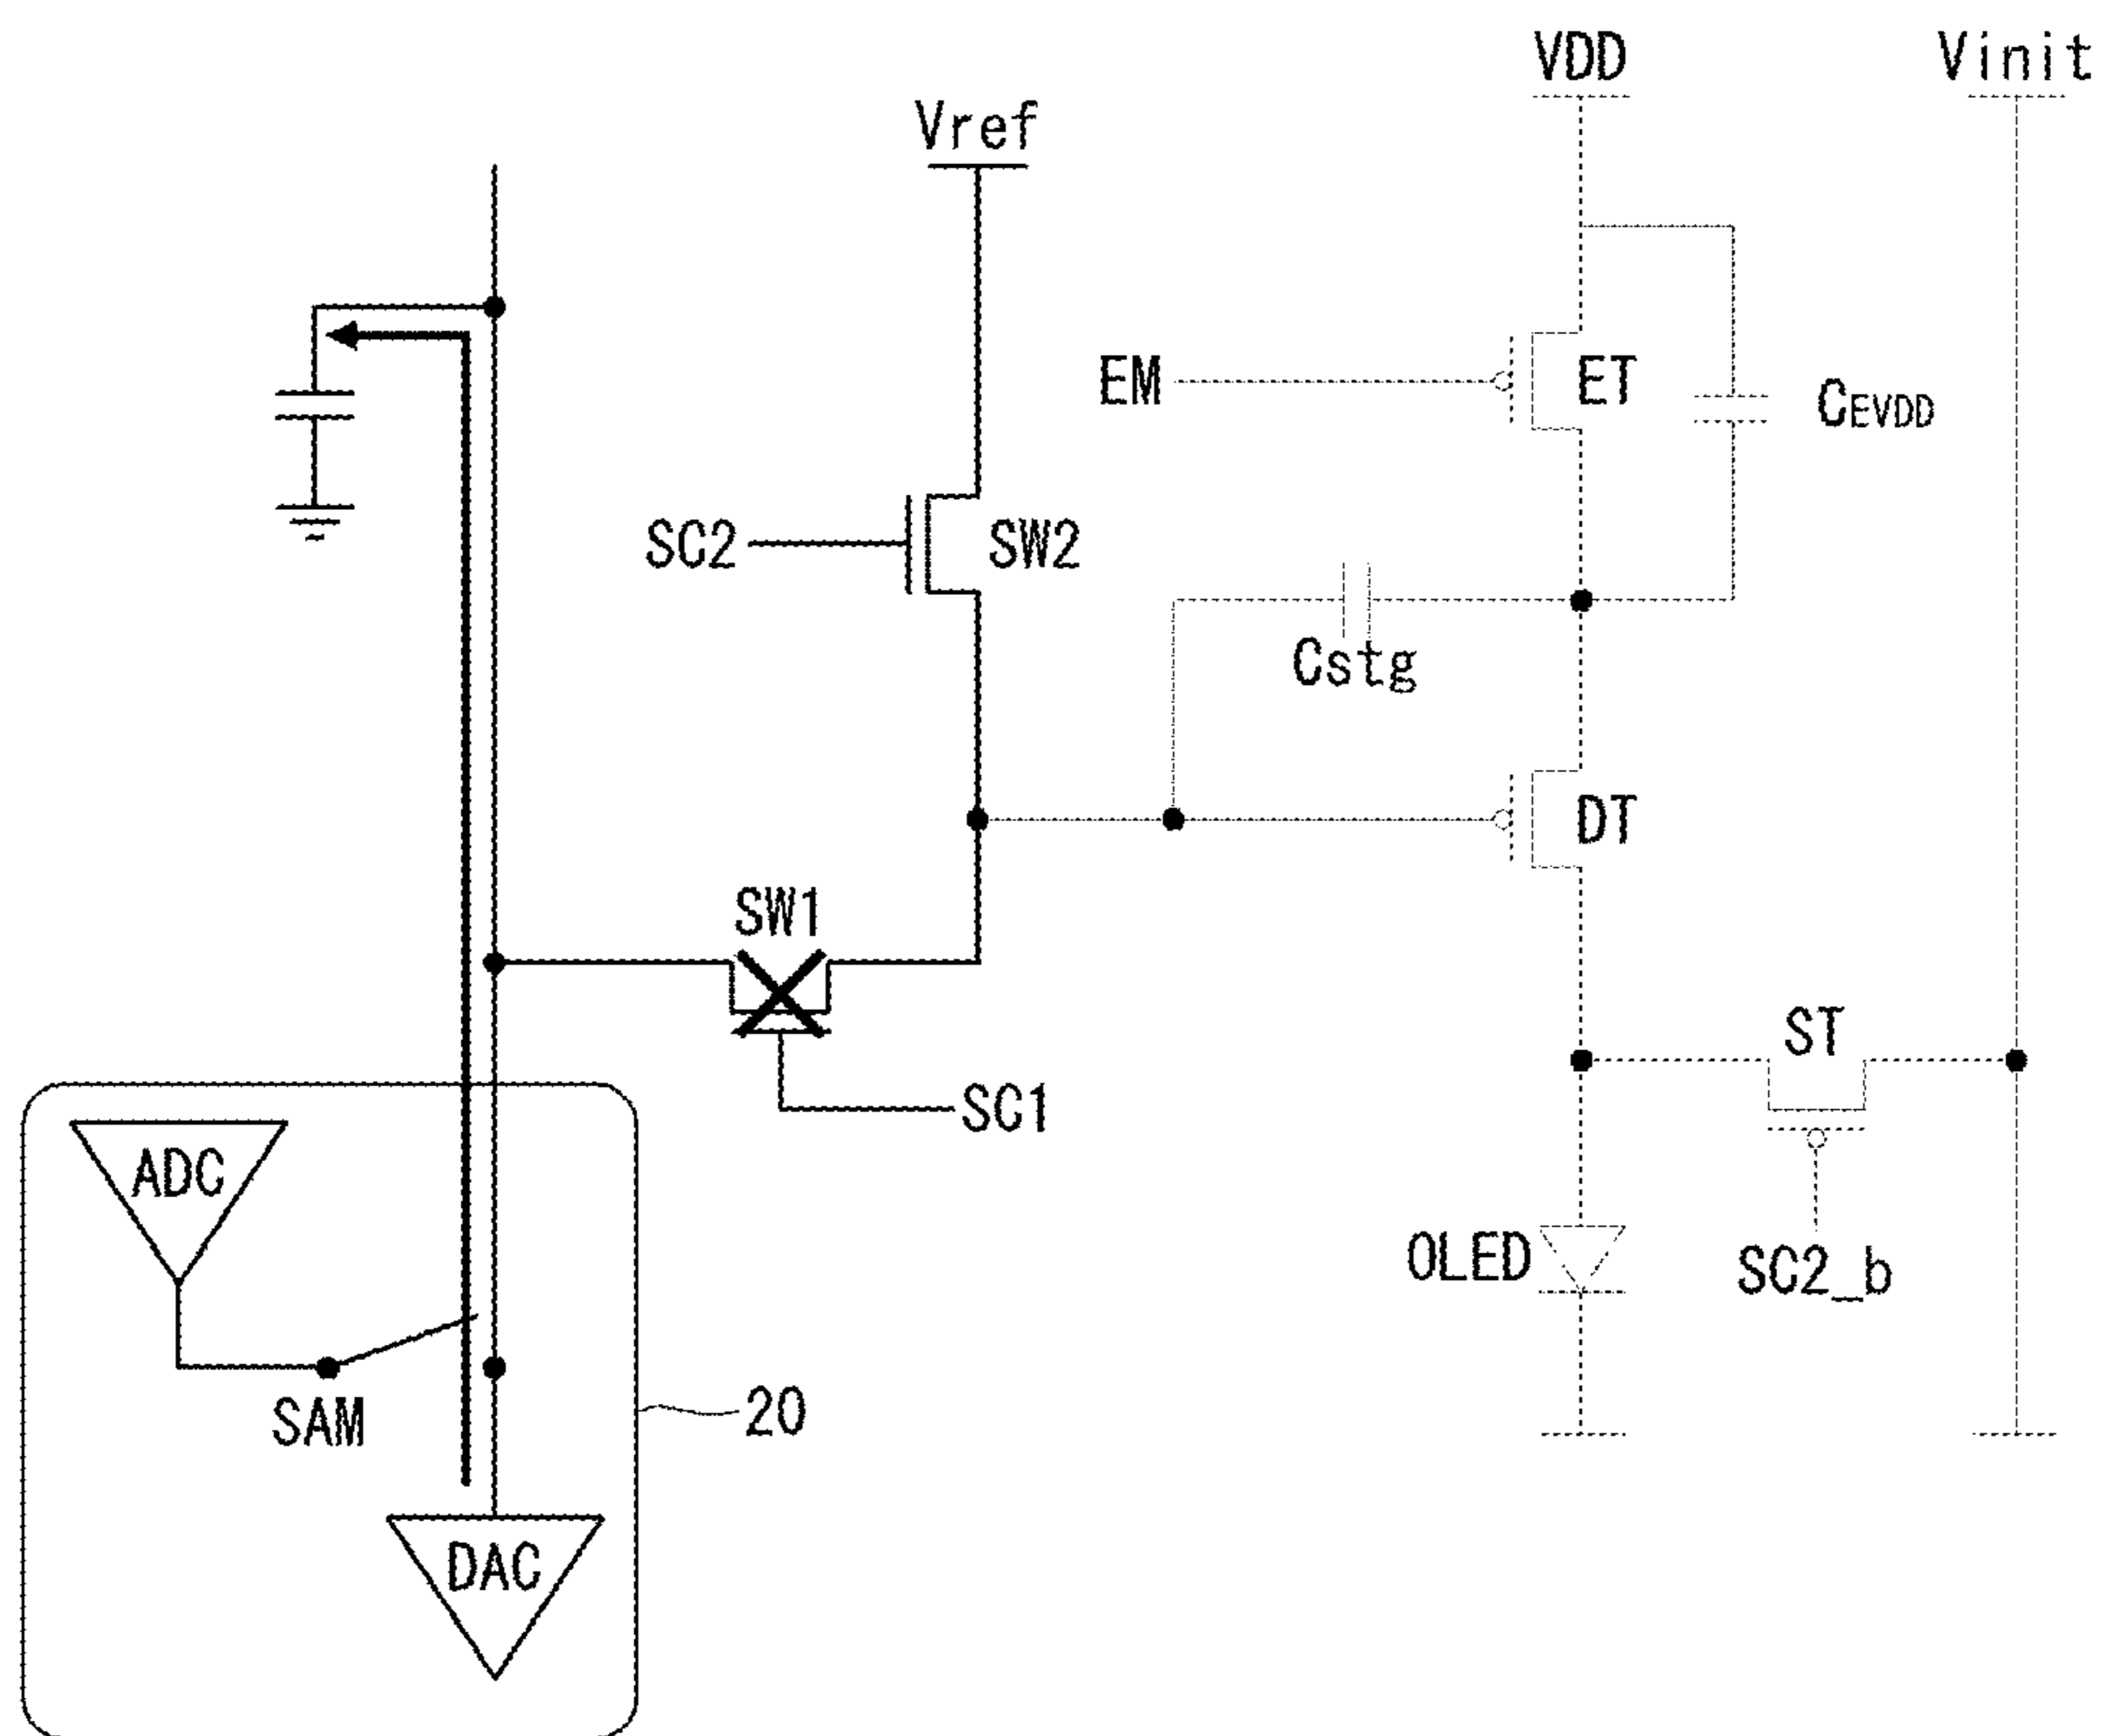 VDD
Vinit
Vref
EM
ET
CEVDD
SC2
SW2
Cstg
DT
SW1
ST
SC1
ADC
OLED
SC2_b
SAM
20
DAC